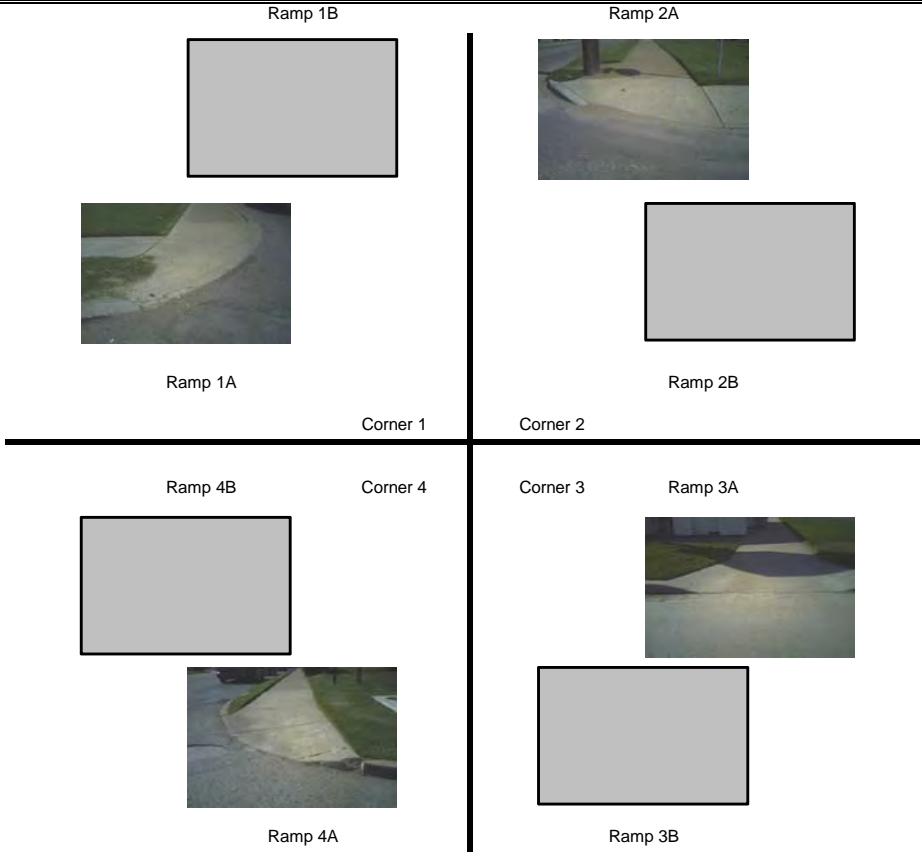 Ramp 1B Ramp 2A
Ramp 1A Ramp 2B
Corner 1 Corner 2
Ramp 4B Corner 4 Corner 3 Ramp 3A
Ramp 4A Ramp 3B